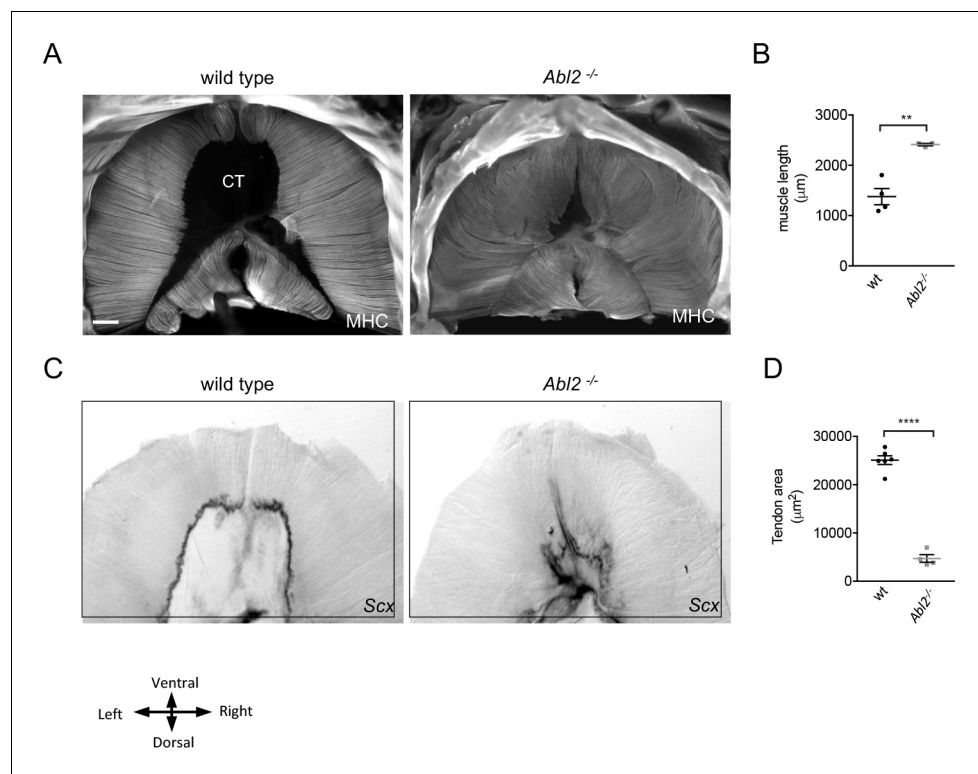 A
wild type
Abl2 -/-
CT
MHC
MHC
B
**
3000
2000
1000
0
muscle length
(μm)
wt
Abl2-/-
C
wild type
Abl2 -/-
Scx
Scx
D
****
30000
20000
10000
0
Tendon area
(μm2)
wt
Abl2-/-
Ventral
Left
Right
Dorsal